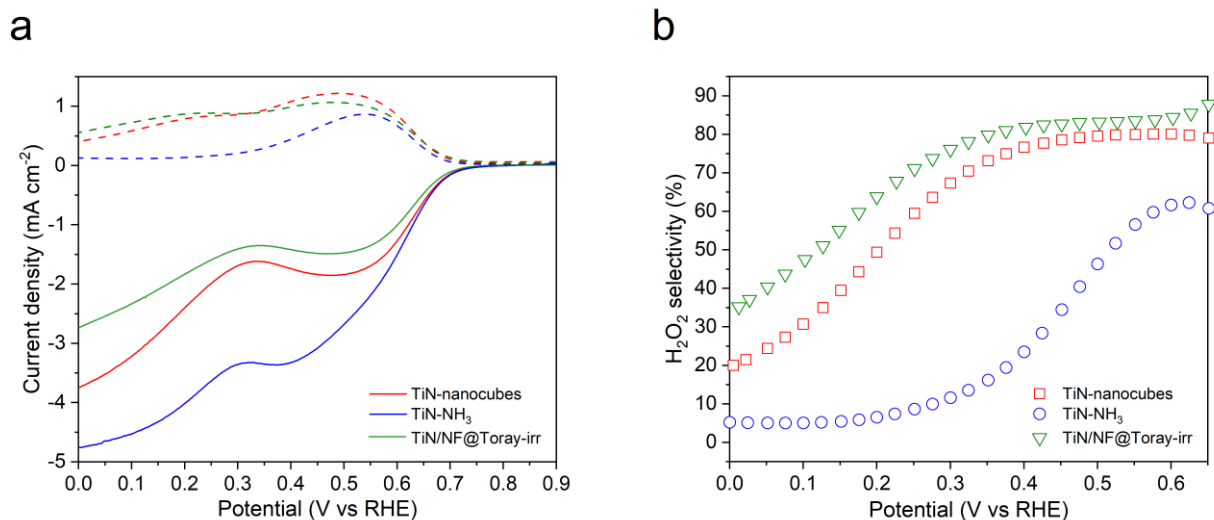 a
1
0
-1
-2
-3
-4
-5
Current density (mA cm⁻²)
TiN-nanocubes
TiN-NH₃
TiN/NF@Toray-irr
0.0 0.1 0.2 0.3 0.4 0.5 0.6 0.7 0.8 0.9
Potential (V vs RHE)
b
90
80
70
60
50
40
30
20
10
0
H₂O₂ selectivity (%)
TiN-nanocubes
TiN-NH₃
TiN/NF@Toray-irr
0.0 0.1 0.2 0.3 0.4 0.5 0.6
Potential (V vs RHE)